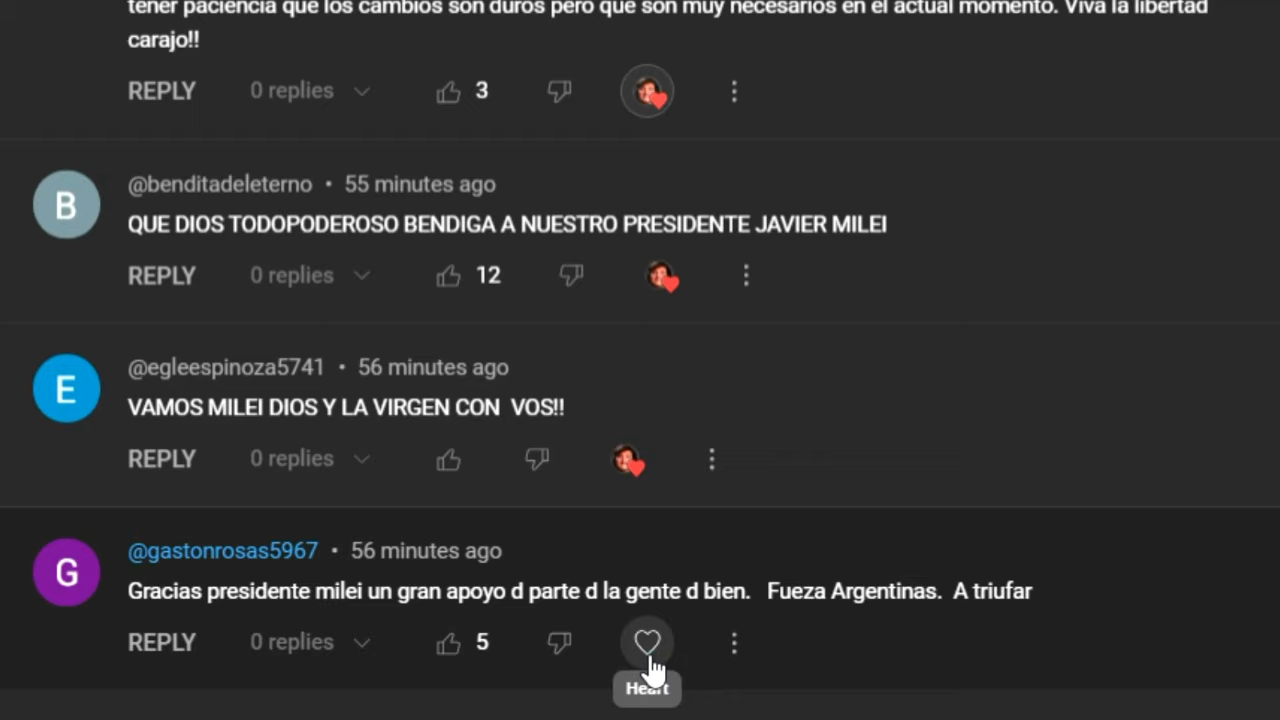 tener paciencia que los cambios son duros pero que son muy necesarios en el actual momento. Viva la libertad
carajo!!
REPLY 0 replies 3
B
@benditadeleterno • 55 minutes ago
QUE DIOS TODOPODEROSO BENDIGA A NUESTRO PRESIDENTE JAVIER MILEI
REPLY 0 replies 12
E
@egleespinoza5741 • 56 minutes ago
VAMOS MILEI DIOS Y LA VIRGEN CON VOS!!
REPLY 0 replies
G
@gastonrosas5967 • 56 minutes ago
Gracias presidente milei un gran apoyo d parte d la gente d bien. Fueza Argentinas. A triufar
REPLY 0 replies 5
Heart